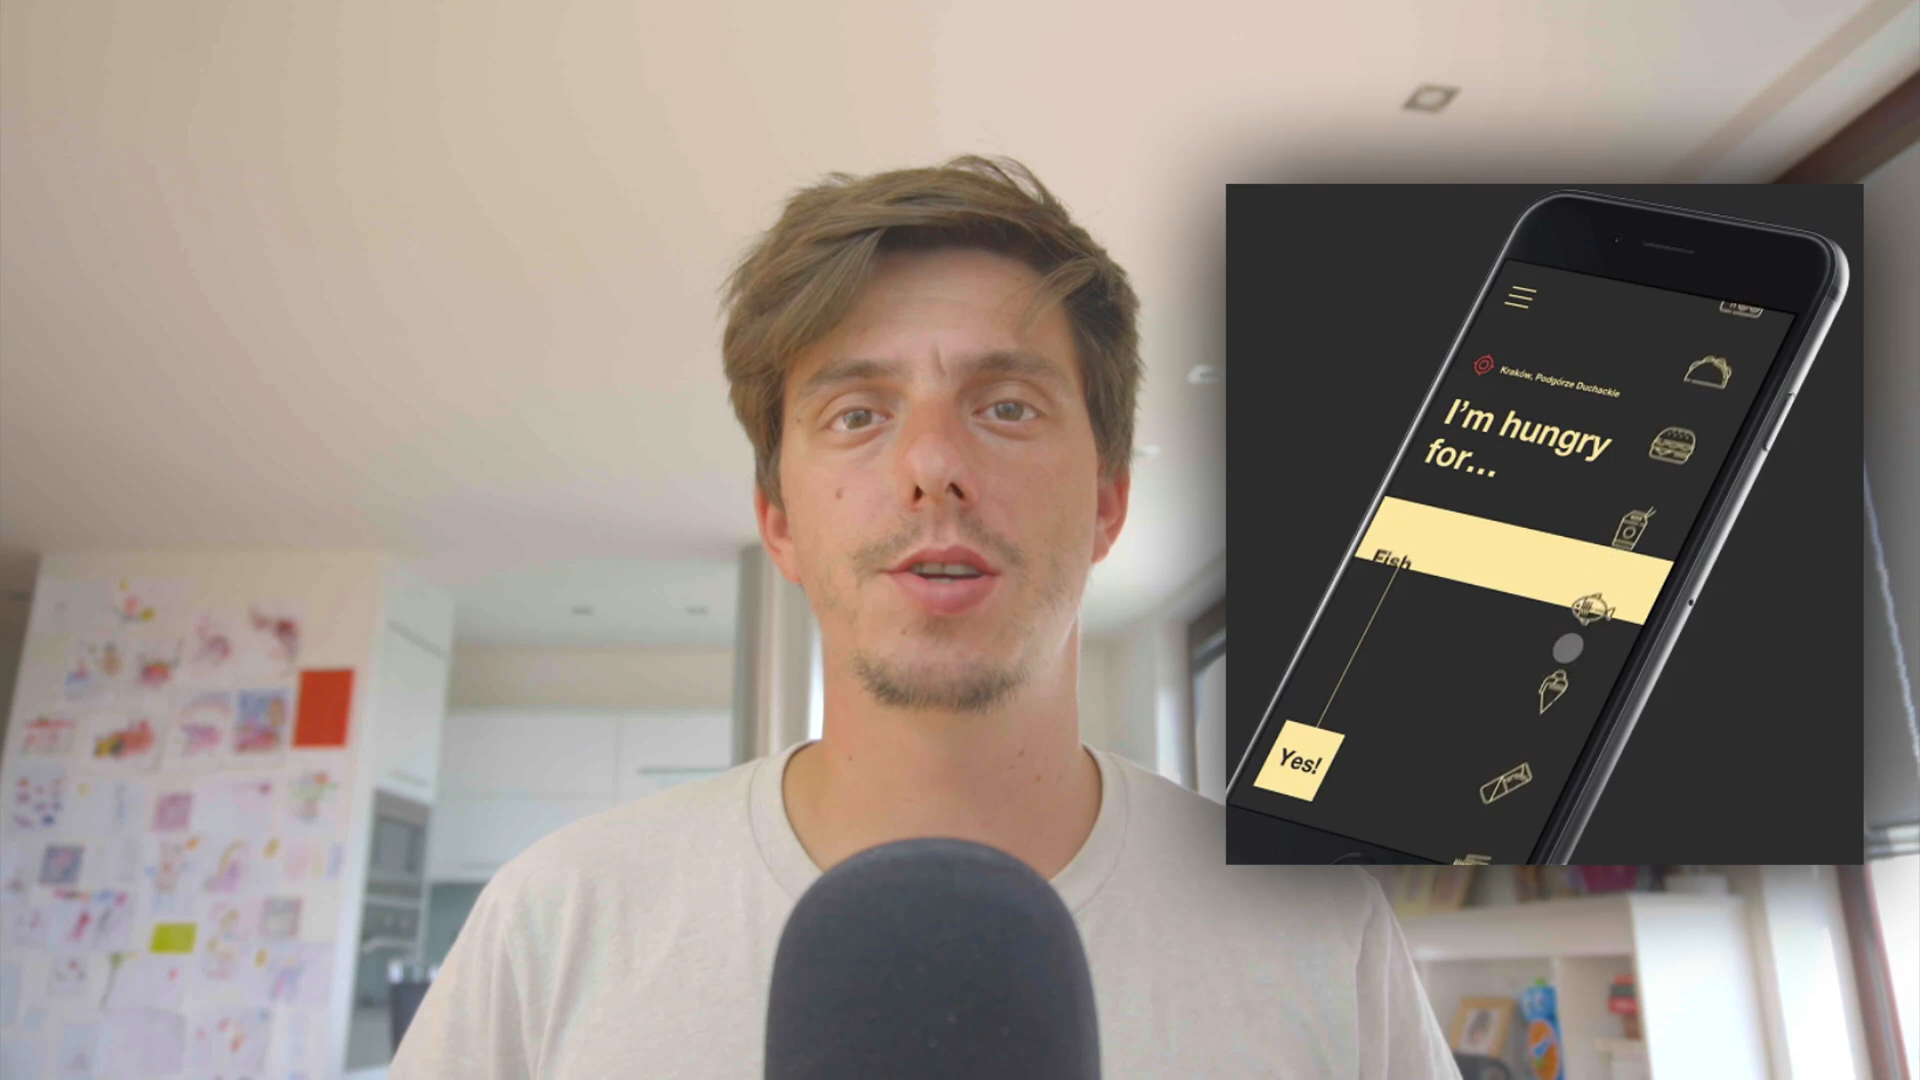 Kraków, Podgórze Duchackie
I'm hungry
for...
Fish
Yes!